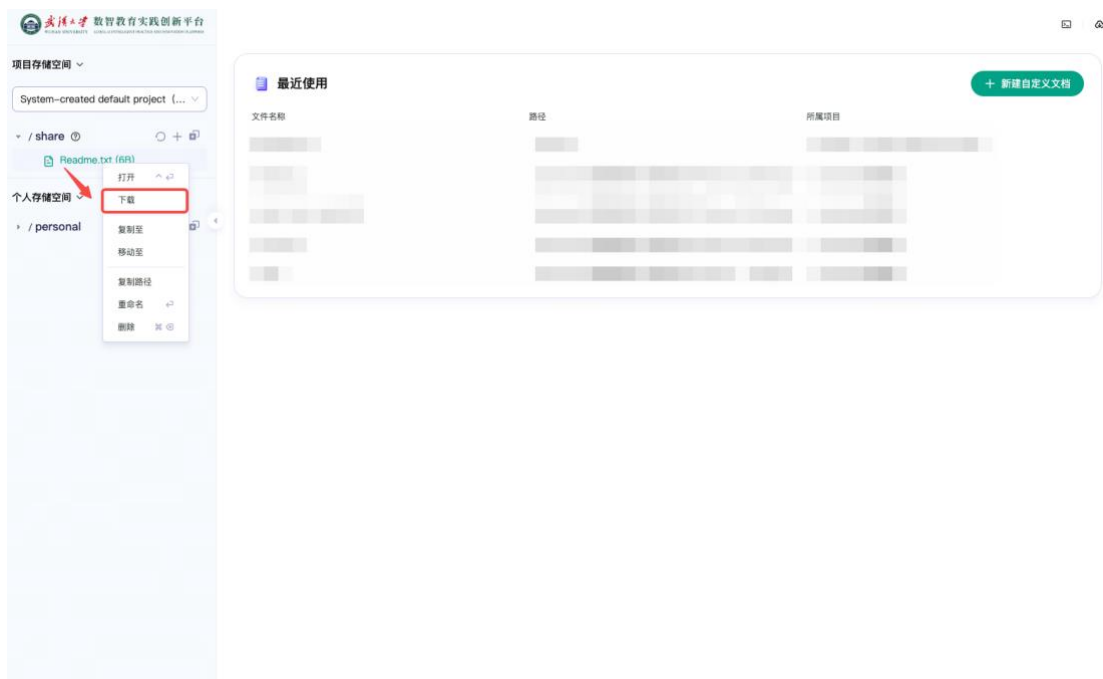 武汉大学 数智教育实践创新平台
项目存储空间
System-created default project (...
/ share
Readme.txt (6B)
个人存储空间
/ personal
打开
下载
复制至
移动至
复制路径
重命名
删除
最近使用
+ 新建自定义文档
文件名称 路径 所属项目